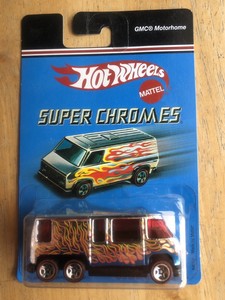 GMC® Motorhome
Hot Wheels
MATTEL
SUPER CHROMES